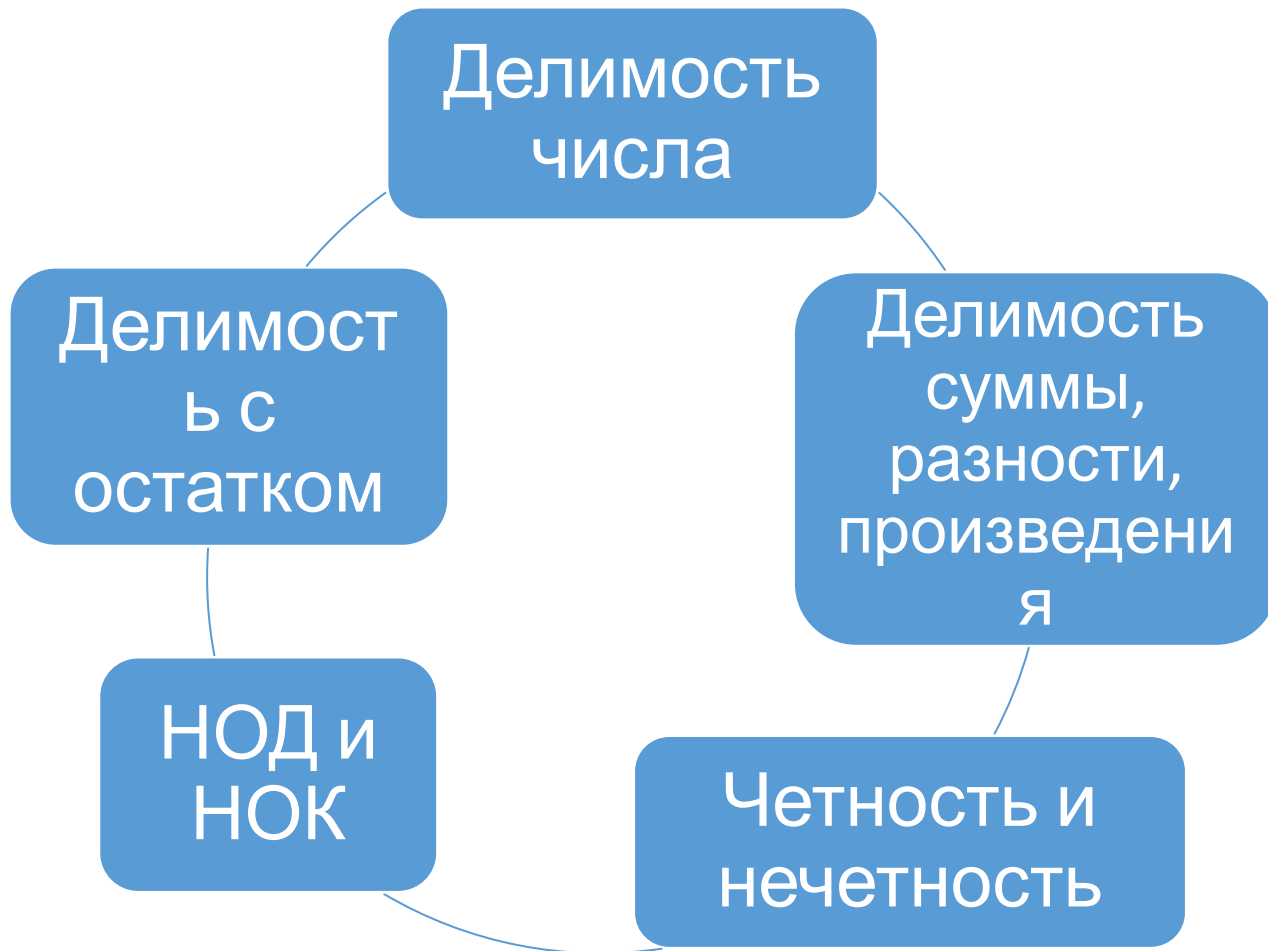 Делимость
числа
Делимост
ь с
остатком
Делимость
суммы,
разности,
произведени
я
НОД и
НОК
Четность и
нечетность